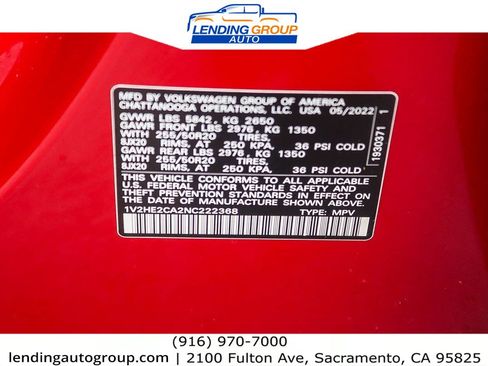 LENDING GROUP
AUTO
MFD. BY VOLKSWAGEN GROUP OF AMERICA
CHATTANOOGA OPERATIONS, LLC. USA 05/2022
GVWR LBS 5842, KG 2650
GAWR FRONT LBS 2976, KG 1350
WITH 255/50R20 TIRES,
8JX20 RIMS, AT 250 KPA. 36 PSI COLD
GAWR REAR LBS 2976, KG 1350
WITH 255/50R20 TIRES,
8JX20 RIMS, AT 250 KPA. 36 PSI COLD
THIS VEHICLE CONFORMS TO ALL APPLICABLE
U.S. FEDERAL MOTOR VEHICLE SAFETY AND
THEFT PREVENTION STANDARDS IN EFFECT ON
THE DATE OF MANUFACTURE SHOWN ABOVE.
1V2HE2CA2NC222368 TYPE: MPV
1930371 1
(916) 970-7000
lendingautogroup.com | 2100 Fulton Ave, Sacramento, CA 95825